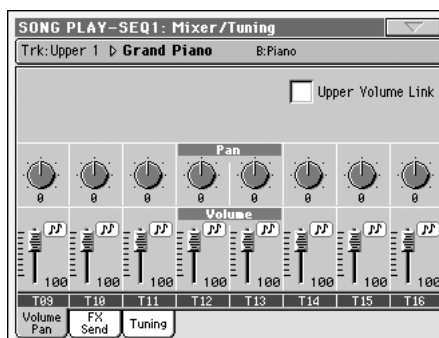 SONG PLAY-SEQ1: Mixer/Tuning
Trk:Upper 1 ▷ Grand Piano B:Piano
Upper Volume Link
Pan
0 0 0 0 0 0 0 0
Volume
100 100 100 100 100 100 100 100
T09 T10 T11 T12 T13 T14 T15 T16
Volume Pan FX Send Tuning